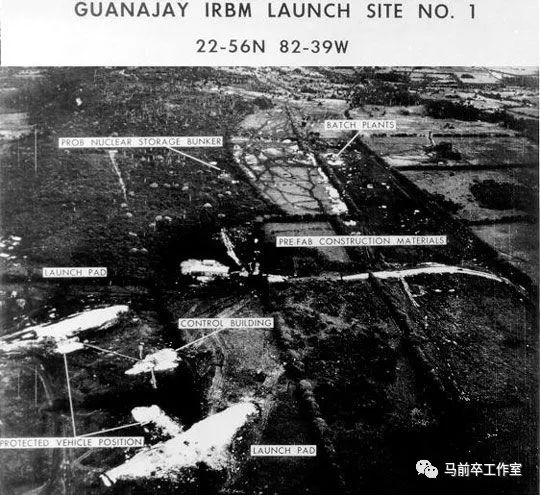 GUANAJAY IRBM LAUNCH SITE NO. 1
22-56N 82-39W
BATCH PLANTS
PROB NUCLEAR STORAGE BUNKER
PRE-FAB CONSTRUCTION MATERIALS
LAUNCH PAD
CONTROL BUILDING
PROTECTED VEHICLE POSITION
LAUNCH PAD
马前卒工作室